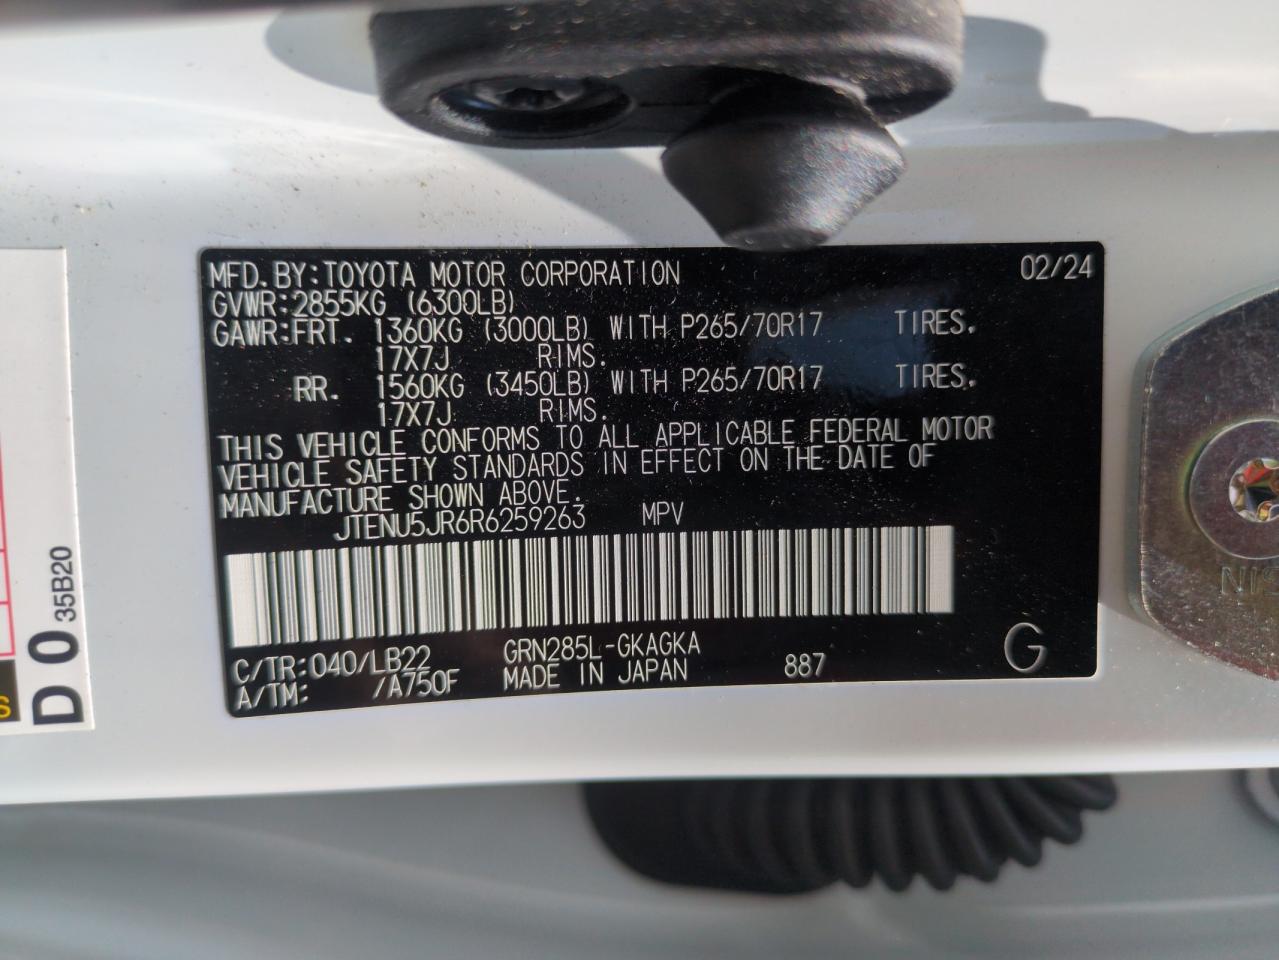 MFD. BY: TOYOTA MOTOR CORPORATION 02/24
GVWR: 2855KG (6300LB)
GAWR: FRT. 1360KG (3000LB) WITH P265/70R17 TIRES.
17X7J RIMS.
RR. 1560KG (3450LB) WITH P265/70R17 TIRES.
17X7J RIMS.
THIS VEHICLE CONFORMS TO ALL APPLICABLE FEDERAL MOTOR
VEHICLE SAFETY STANDARDS IN EFFECT ON THE DATE OF
MANUFACTURE SHOWN ABOVE.
JTENU5JR6R6259263 MPV
C/TR: 040/LB22 GRN285L-GKAGKA
A/TM: /A750F MADE IN JAPAN 887 G
D 0 35B20
S